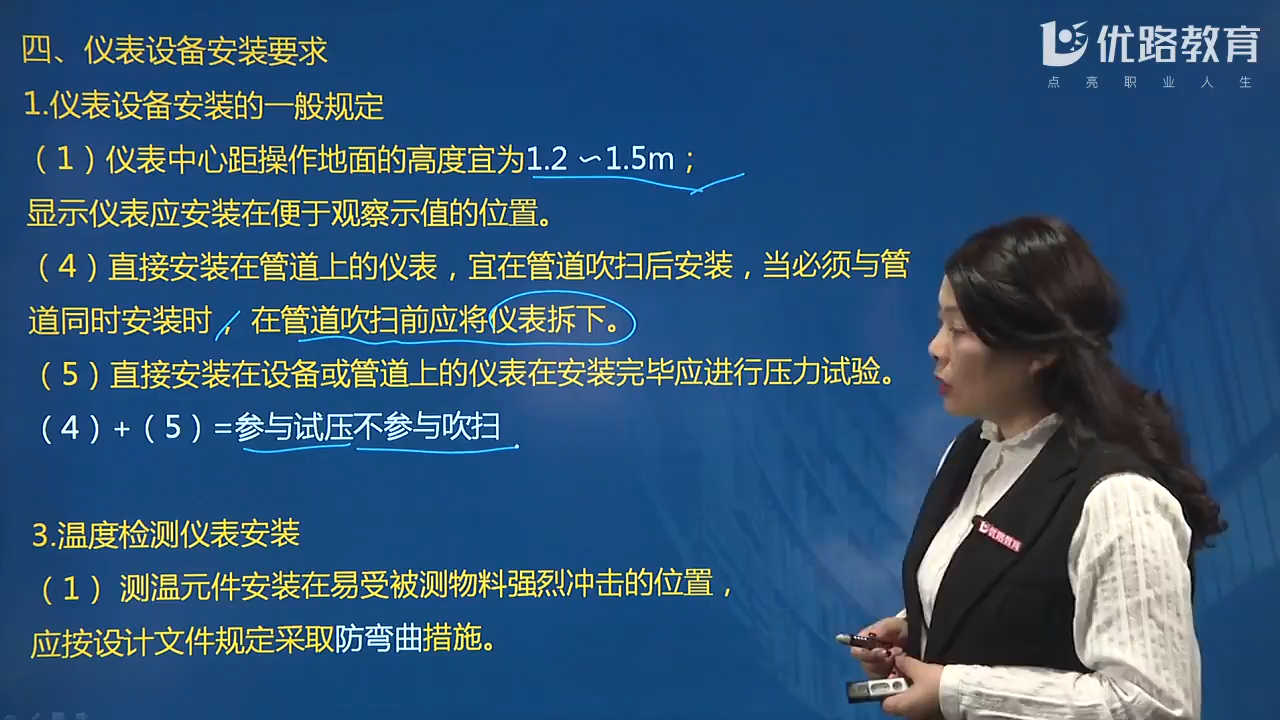 四、仪表设备安装要求
1.仪表设备安装的一般规定
（1）仪表中心距操作地面的高度宜为1.2 ~1.5m；
显示仪表应安装在便于观察示值的位置。
（4）直接安装在管道上的仪表，宜在管道吹扫后安装，当必须与管
道同时安装时，在管道吹扫前应将仪表拆下。
（5）直接安装在设备或管道上的仪表在安装完毕应进行压力试验。
（4）+（5）=参与试压不参与吹扫
3.温度检测仪表安装
（1） 测温元件安装在易受被测物料强烈冲击的位置，
应按设计文件规定采取防弯曲措施。
优路教育
点亮职业人生
优路教育